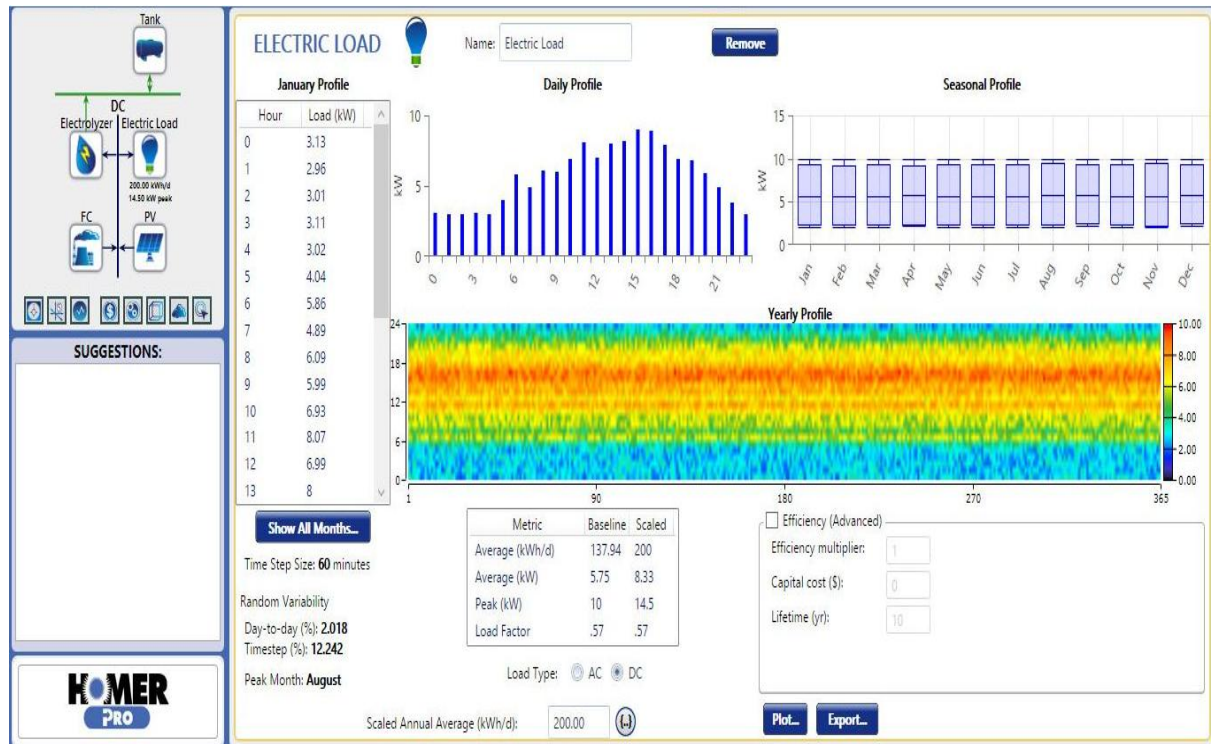 Tank
DC
Electrolyzer Electric Load
200.00 kWh/d
14.50 kW peak
FC PV
SUGGESTIONS:
HOMER
PRO
ELECTRIC LOAD
Name: Electric Load
Remove
January Profile
Hour Load (kW)
0 3.13
1 2.96
2 3.01
3 3.11
4 3.02
5 4.04
6 5.86
7 4.89
8 6.09
9 5.99
10 6.93
11 8.07
12 6.99
13 8
Show All Months...
Time Step Size: 60 minutes
Random Variability
Day-to-day (%): 2.018
Timestep (%): 12.242
Peak Month: August
Daily Profile
kW
10
5
0
0 3 6 9 12 15 18 21
Seasonal Profile
kW
15
10
5
0
Jan Feb Mar Apr May Jun Jul Aug Sep Oct Nov Dec
Yearly Profile
24
18
12
6
0
1 90 180 270 365
10.00
8.00
6.00
4.00
2.00
0.00
Metric Baseline Scaled
Average (kWh/d) 137.94 200
Average (kW) 5.75 8.33
Peak (kW) 10 14.5
Load Factor .57 .57
Load Type: AC DC
Scaled Annual Average (kWh/d): 200.00 {..}
Efficiency (Advanced)
Efficiency multiplier: 1
Capital cost ($): 0
Lifetime (yr): 10
Plot... Export...